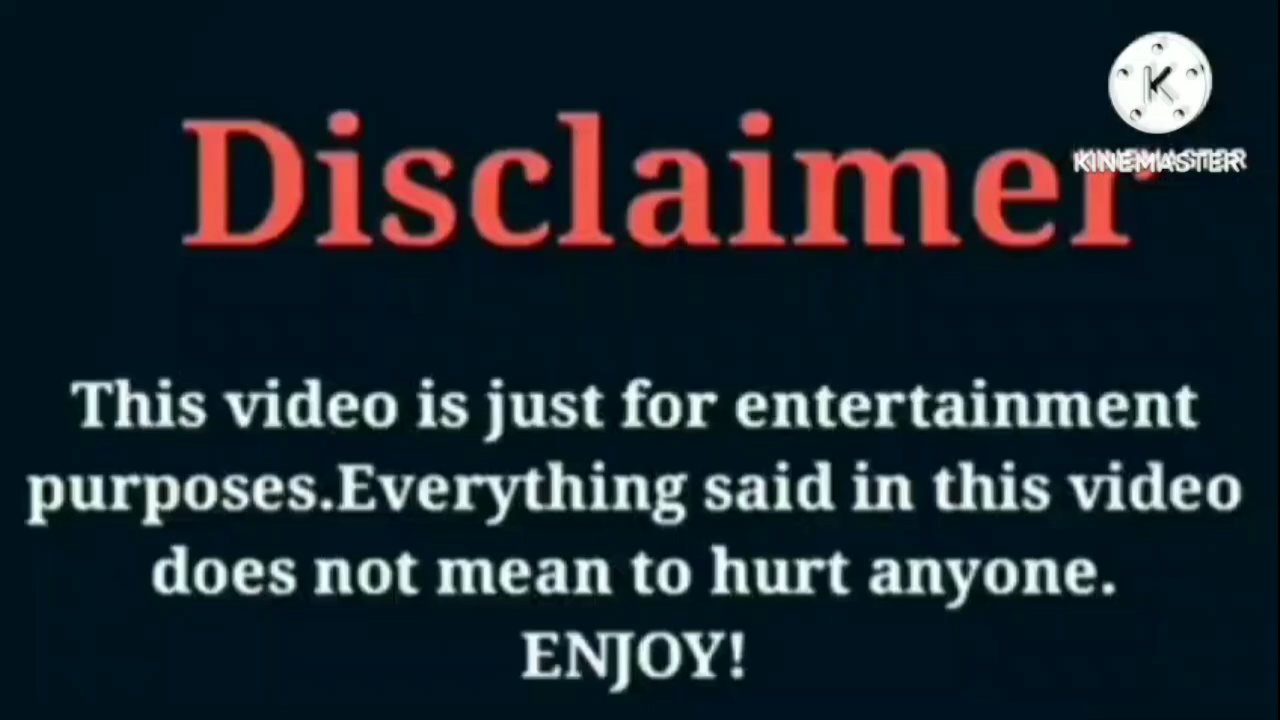 K
KINEMASTER
Disclaimer
This video is just for entertainment
purposes.Everything said in this video
does not mean to hurt anyone.
ENJOY!